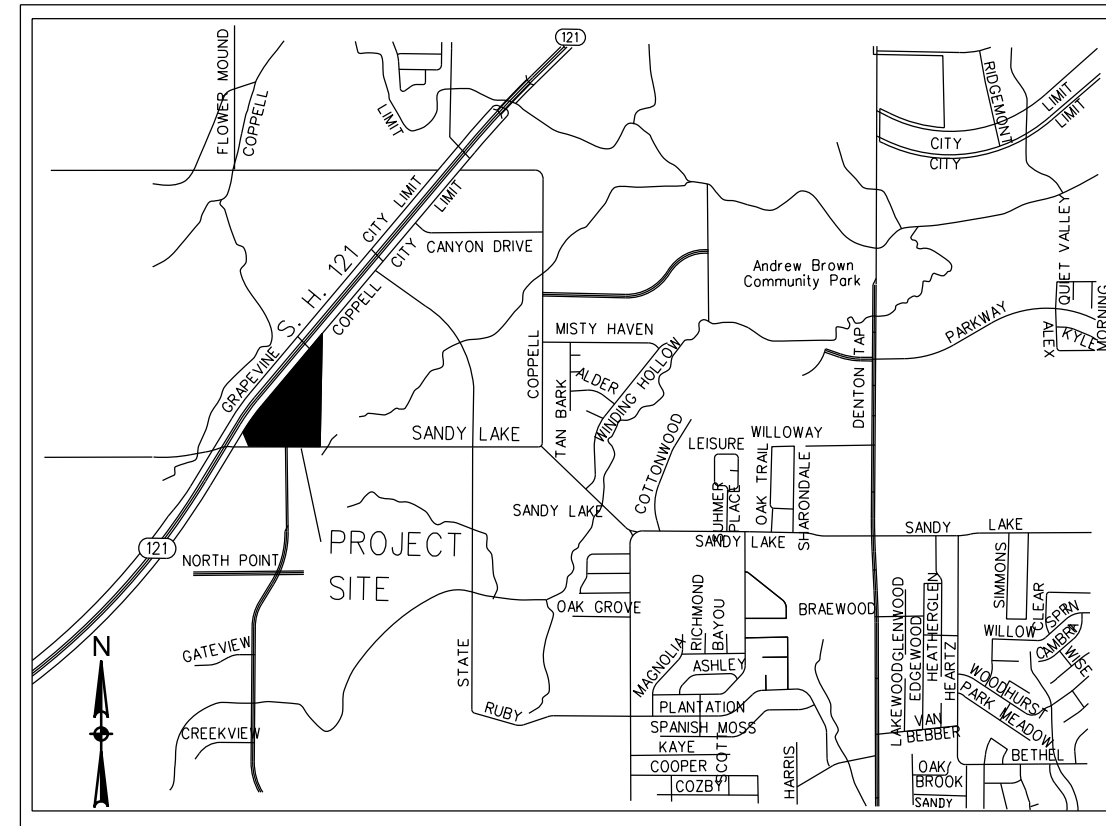 121
FLOWER MOUND
COPPELL
LIMIT
RIDGEMONT
LIMIT
LIMIT
CITY
CITY
CITY LIMIT
CITY LIMIT
CANYON DRIVE
S. H. 121
GRAPEVINE
COPPELL
Andrew Brown
Community Park
QUIET VALLEY
MORNING
KYLE
ALEX
PARKWAY
DENTON TAP
MISTY HAVEN
COPPELL
TAN BARK
ALDER
WINDING HOLLOW
COTTONWOOD
SANDY LAKE
LEISURE
WILLOWAY
OAK TRAIL
SHARONDALE
PLACE
SANDY LAKE
SANDY LAKE
SANDY LAKE
121
NORTH POINT
PROJECT
SITE
GATEVIEW
CREEKVIEW
N
STATE
RUBY
OAK GROVE
MAGNOLIA
RICHMOND
BAYOU
ASHLEY
BRAEWOOD
PLANTATION
SPANISH MOSS
KAYE
COOPER
SCOTT
COZBY
HARRIS
LAKEWOOD
GLENWOOD
EDGEWOOD
HEATHERGLEN
HEARTZ
VAN
BEBBER
OAK
BROOK
SANDY
SIMMONS
CLEAR
WILLOW
WISE
WOODHURST
PARK MEADOW
BETHEL